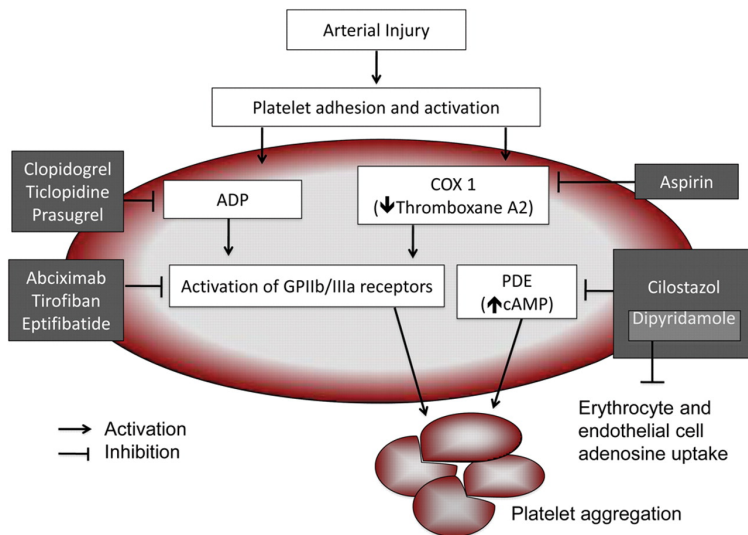 Arterial Injury
Platelet adhesion and activation
Clopidogrel
Ticlopidine
Prasugrel
ADP
COX 1
(🡇Thromboxane A2)
Aspirin
Abciximab
Tirofiban
Eptifibatide
Activation of GPIIb/IIIa receptors
PDE
(🡅cAMP)
Cilostazol
Dipyridamole
Activation
Inhibition
Erythrocyte and
endothelial cell
adenosine uptake
Platelet aggregation